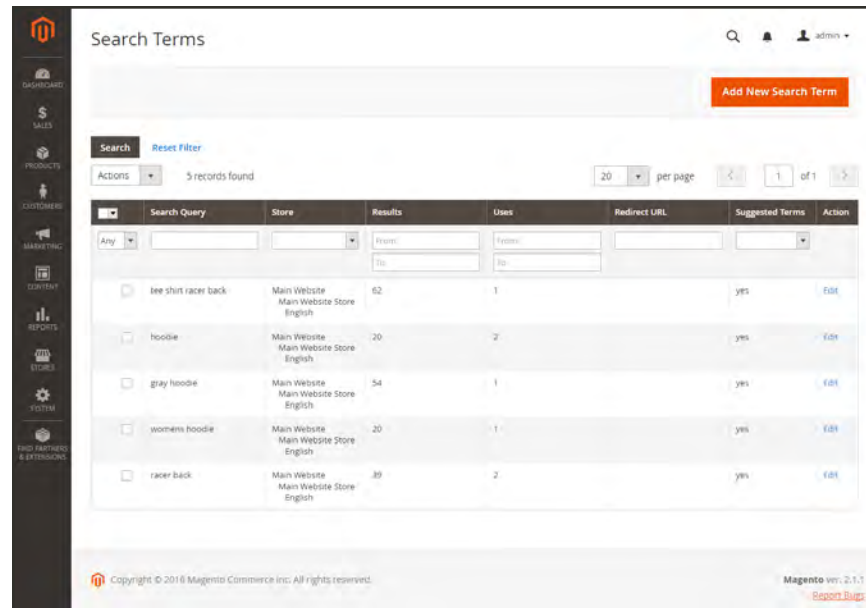 Search Terms
admin
DASHBOARD
SALES
PRODUCTS
CUSTOMERS
MARKETING
CONTENT
REPORTS
STORES
SYSTEM
FIND PARTNERS
& EXTENSIONS
Add New Search Term
Search Reset Filter
Actions 5 records found 20 per page 1 of 1
Search Query Store Results Uses Redirect URL Suggested Terms Action
Any From: From:
To: To:
tee shirt racer back Main Website 62 1 yes Edit
Main Website Store
English
hoodie Main Website 20 2 yes Edit
Main Website Store
English
gray hoodie Main Website 54 1 yes Edit
Main Website Store
English
womens hoodie Main Website 20 1 yes Edit
Main Website Store
English
racer back Main Website 39 2 yes Edit
Main Website Store
English
Copyright © 2016 Magento Commerce Inc. All rights reserved. Magento ver. 2.1.1
Report Bugs